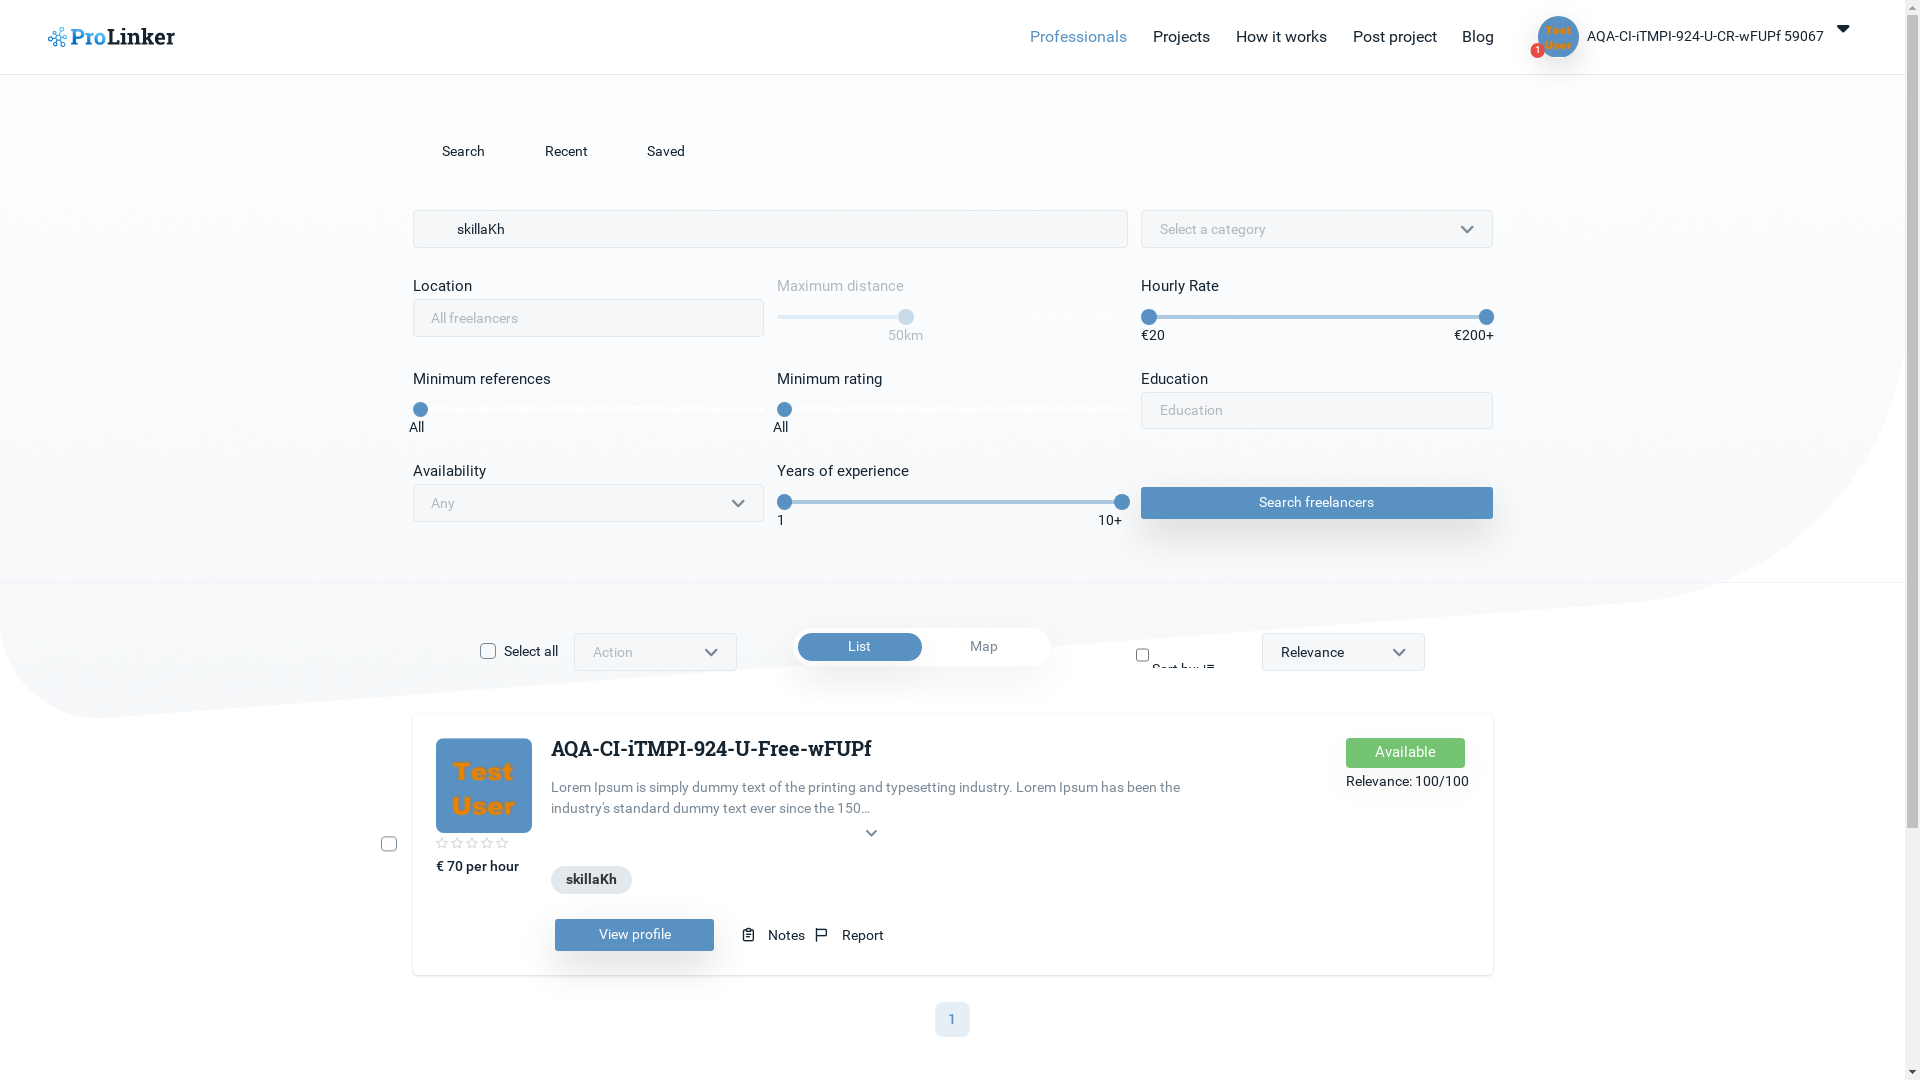 ProLinker
Professionals
Projects
How it works
Post project
Blog
Test
User
1
AQA-CI-iTMPI-924-U-CR-wFUPf 59067
Search
Recent
Saved
skillaKh
Select a category
Location
Maximum distance
Hourly Rate
All freelancers
50km
€20
€200+
Minimum references
Minimum rating
Education
All
All
Education
Availability
Years of experience
Any
1
10+
Search freelancers
Select all
Action
List
Map
Sort by:
Relevance
Test
User
AQA-CI-iTMPI-924-U-Free-wFUPf
Available
Relevance: 100/100
Lorem Ipsum is simply dummy text of the printing and typesetting industry. Lorem Ipsum has been the
industry's standard dummy text ever since the 150...
€ 70 per hour
skillaKh
View profile
Notes
Report
1